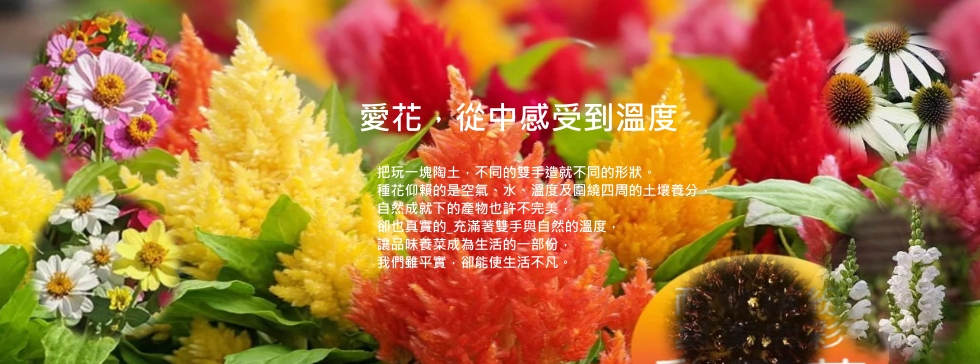 愛花，從中感受到溫度
把玩一塊陶土，不同的雙手造就不同的形狀。
種花仰賴的是空氣、水、溫度及圍繞四周的土壤養分，
自然成就下的產物也許不完美，
卻也真實的_充滿著雙手與自然的溫度，
讓品味養菜成為生活的一部份，
我們雖平實，卻能使生活不凡。